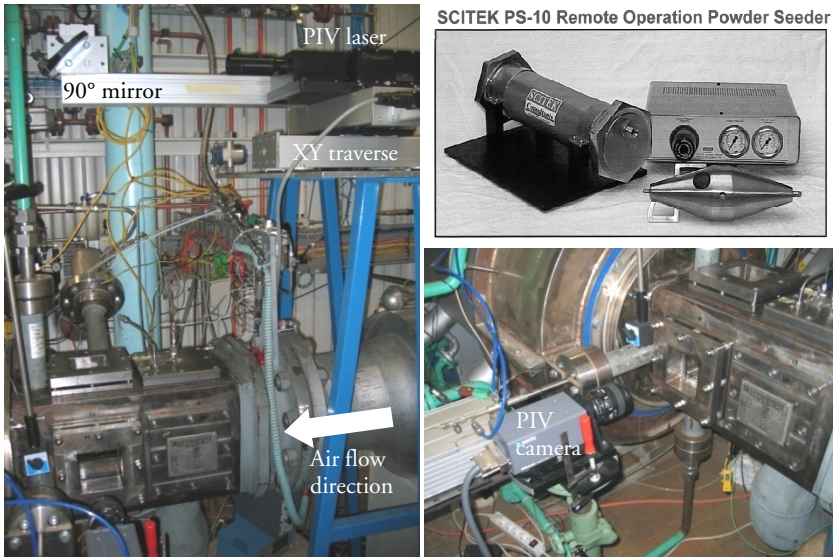 SCITEK PS-10 Remote Operation Powder Seeder
PIV laser
90° mirror
XY traverse
Air flow
direction
SCITEK
PIV
camera